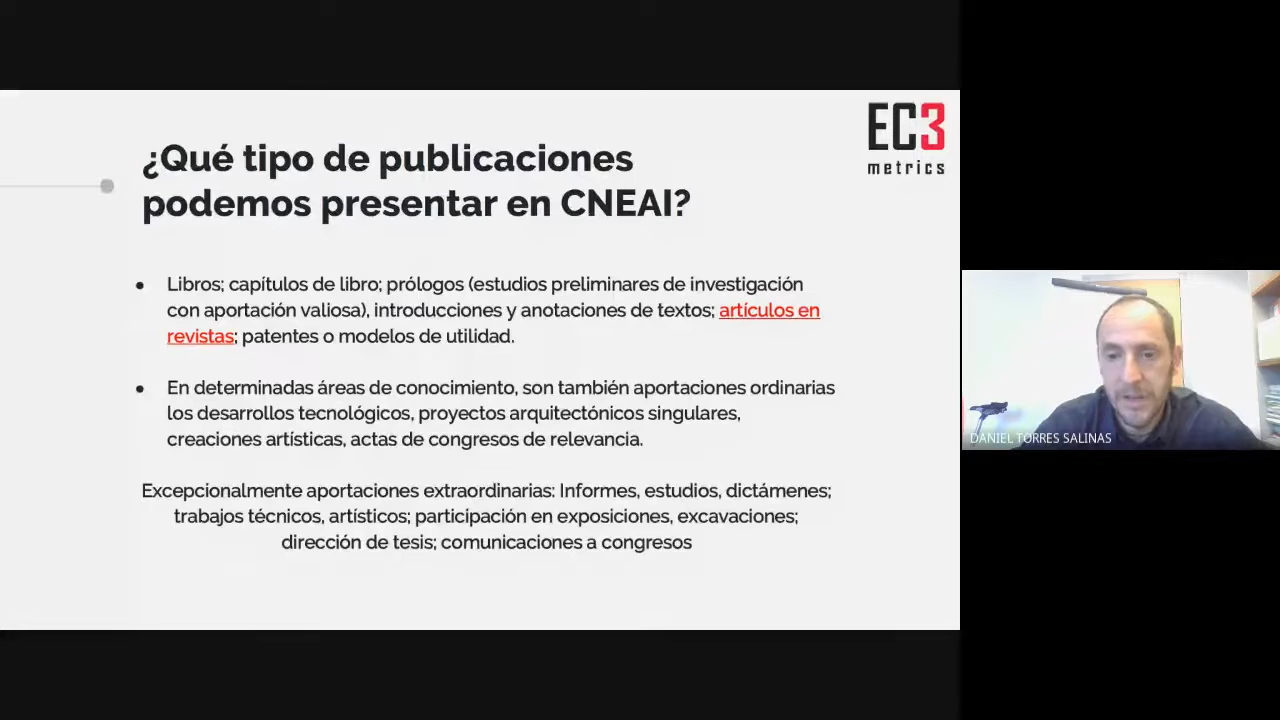 EC3
metrics
¿Qué tipo de publicaciones
podemos presentar en CNEAI?
● Libros; capítulos de libro; prólogos (estudios preliminares de investigación
con aportación valiosa), introducciones y anotaciones de textos; artículos en
revistas; patentes o modelos de utilidad.
● En determinadas áreas de conocimiento, son también aportaciones ordinarias
los desarrollos tecnológicos, proyectos arquitectónicos singulares,
creaciones artísticas, actas de congresos de relevancia.
Excepcionalmente aportaciones extraordinarias: Informes, estudios, dictámenes;
trabajos técnicos, artísticos; participación en exposiciones, excavaciones;
dirección de tesis; comunicaciones a congresos
DANIEL TORRES SALINAS